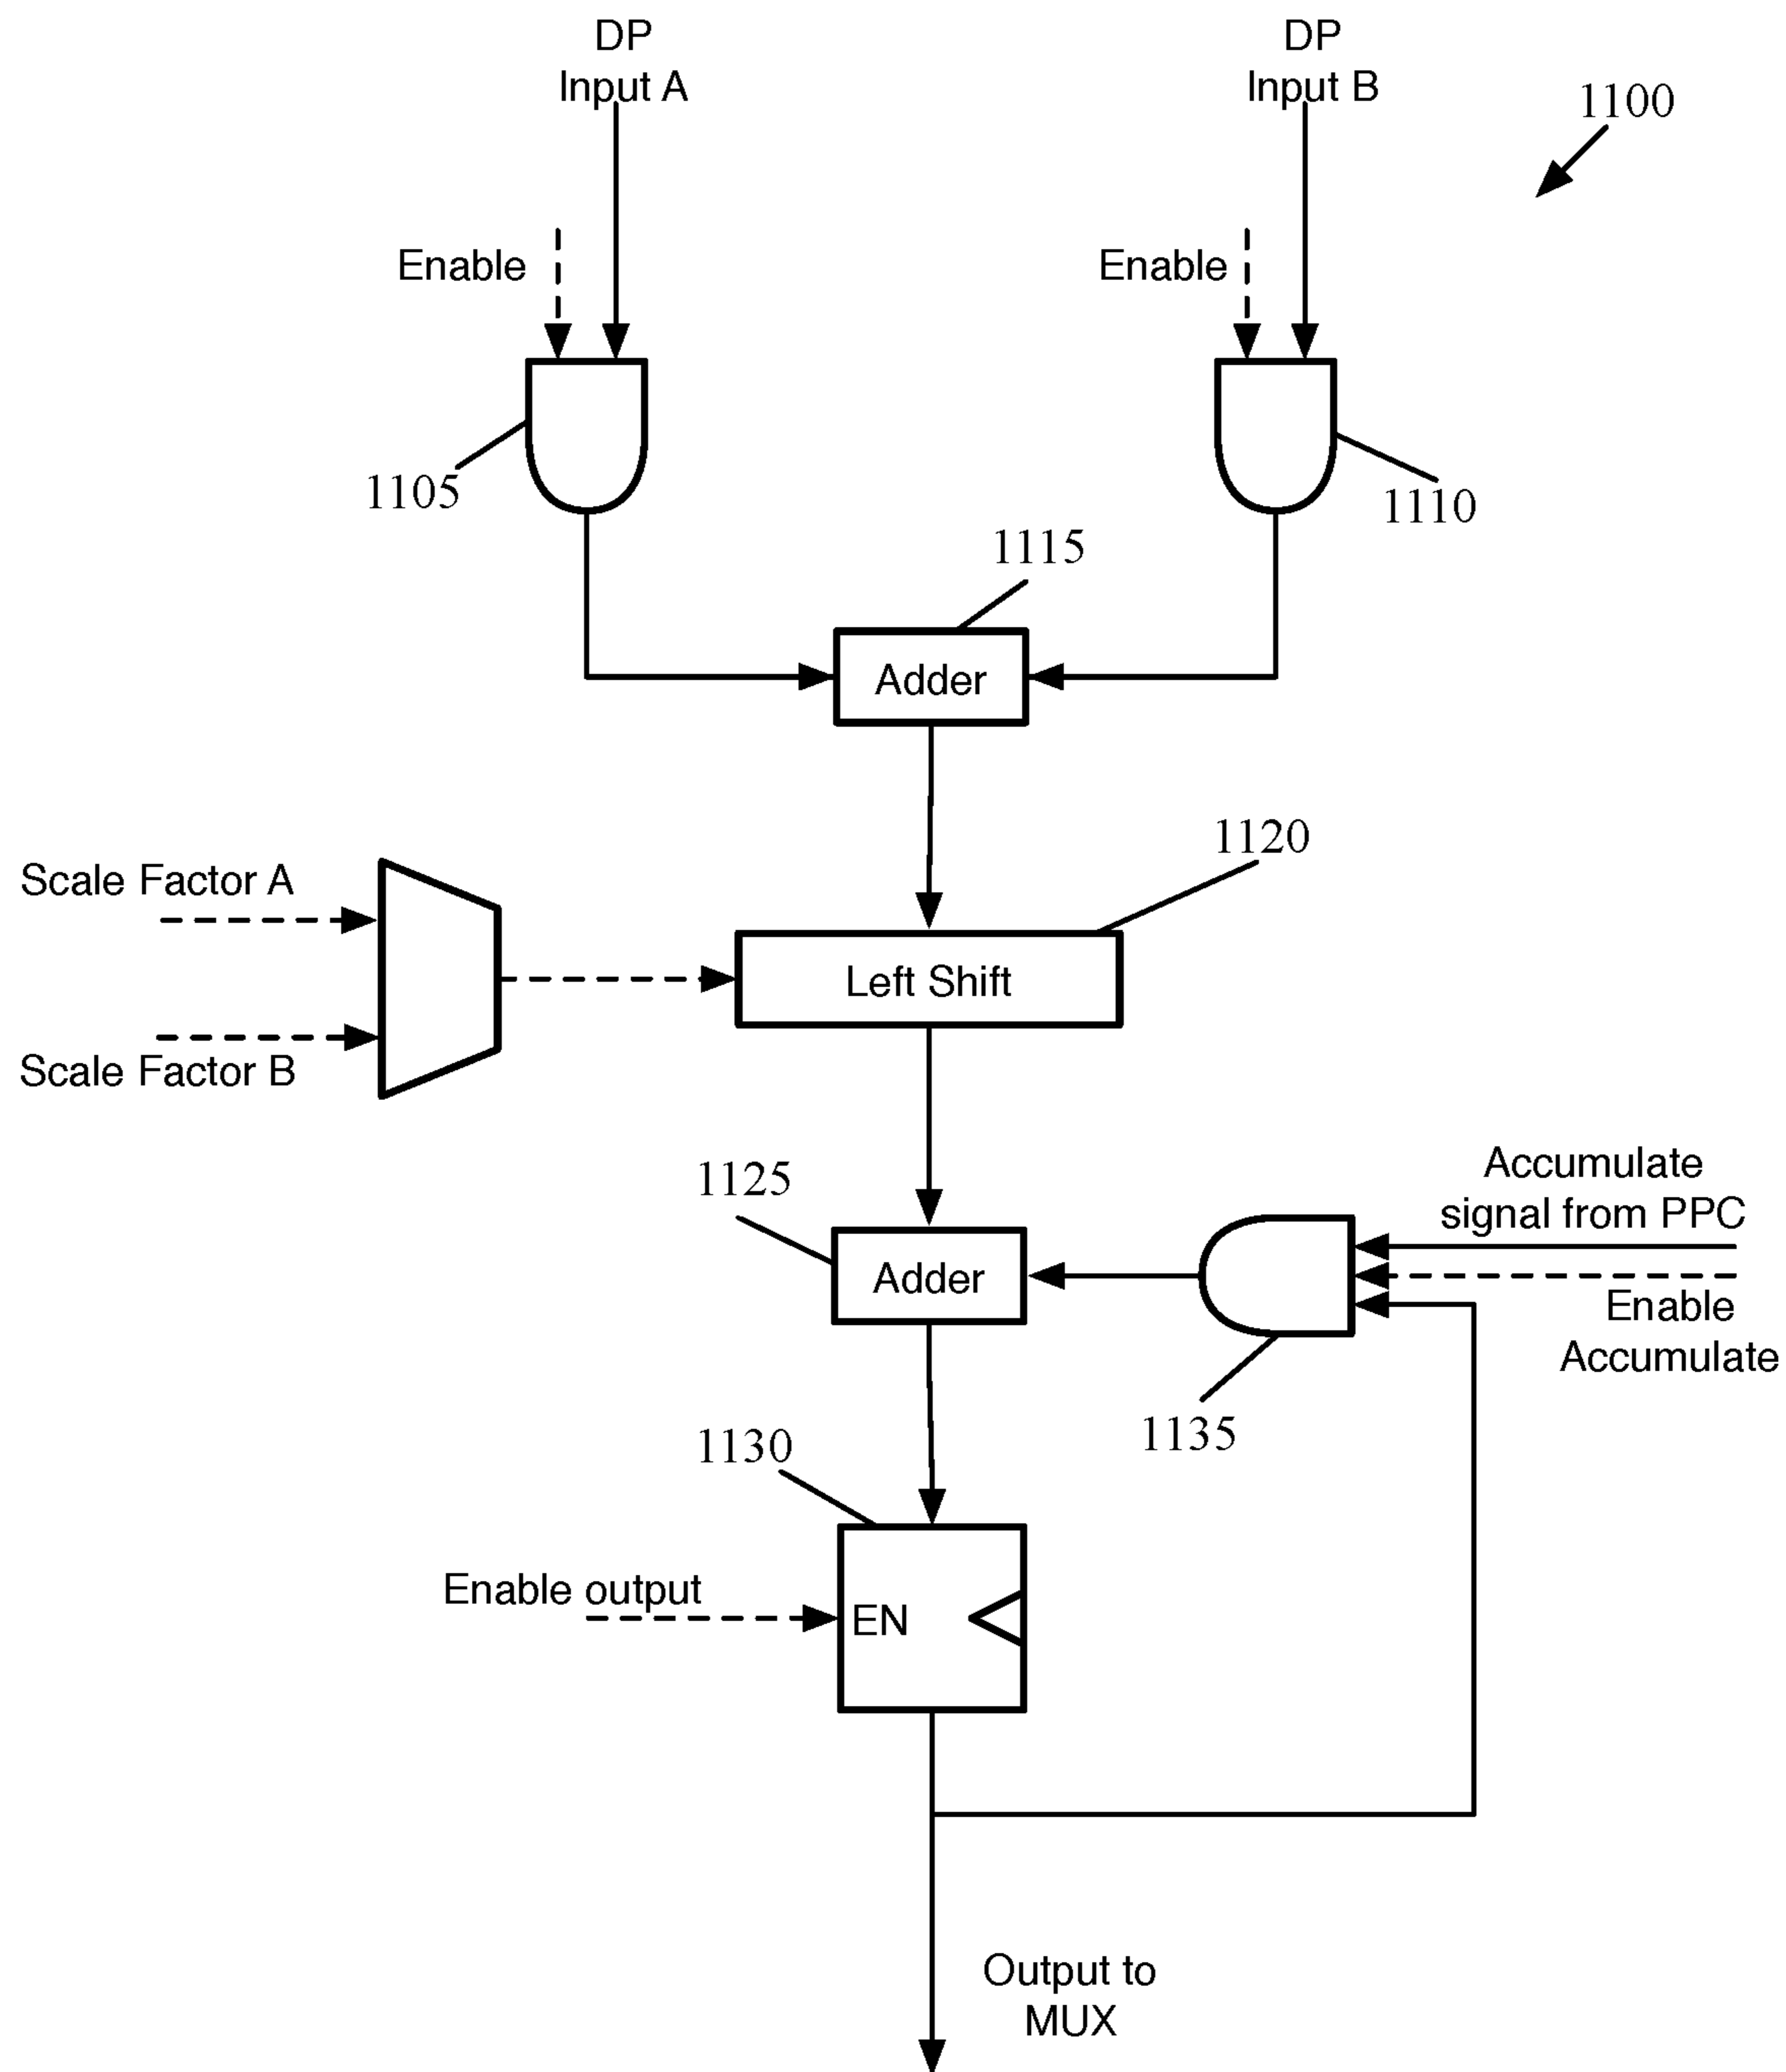 DP
Input A
DP
Input B
1100
Enable
Enable
1105
1110
1115
Adder
1120
Scale Factor A
Left Shift
Scale Factor B
1125
Accumulate
signal from PPC
Adder
Enable
Accumulate
1135
1130
Enable output
EN
Output to
MUX